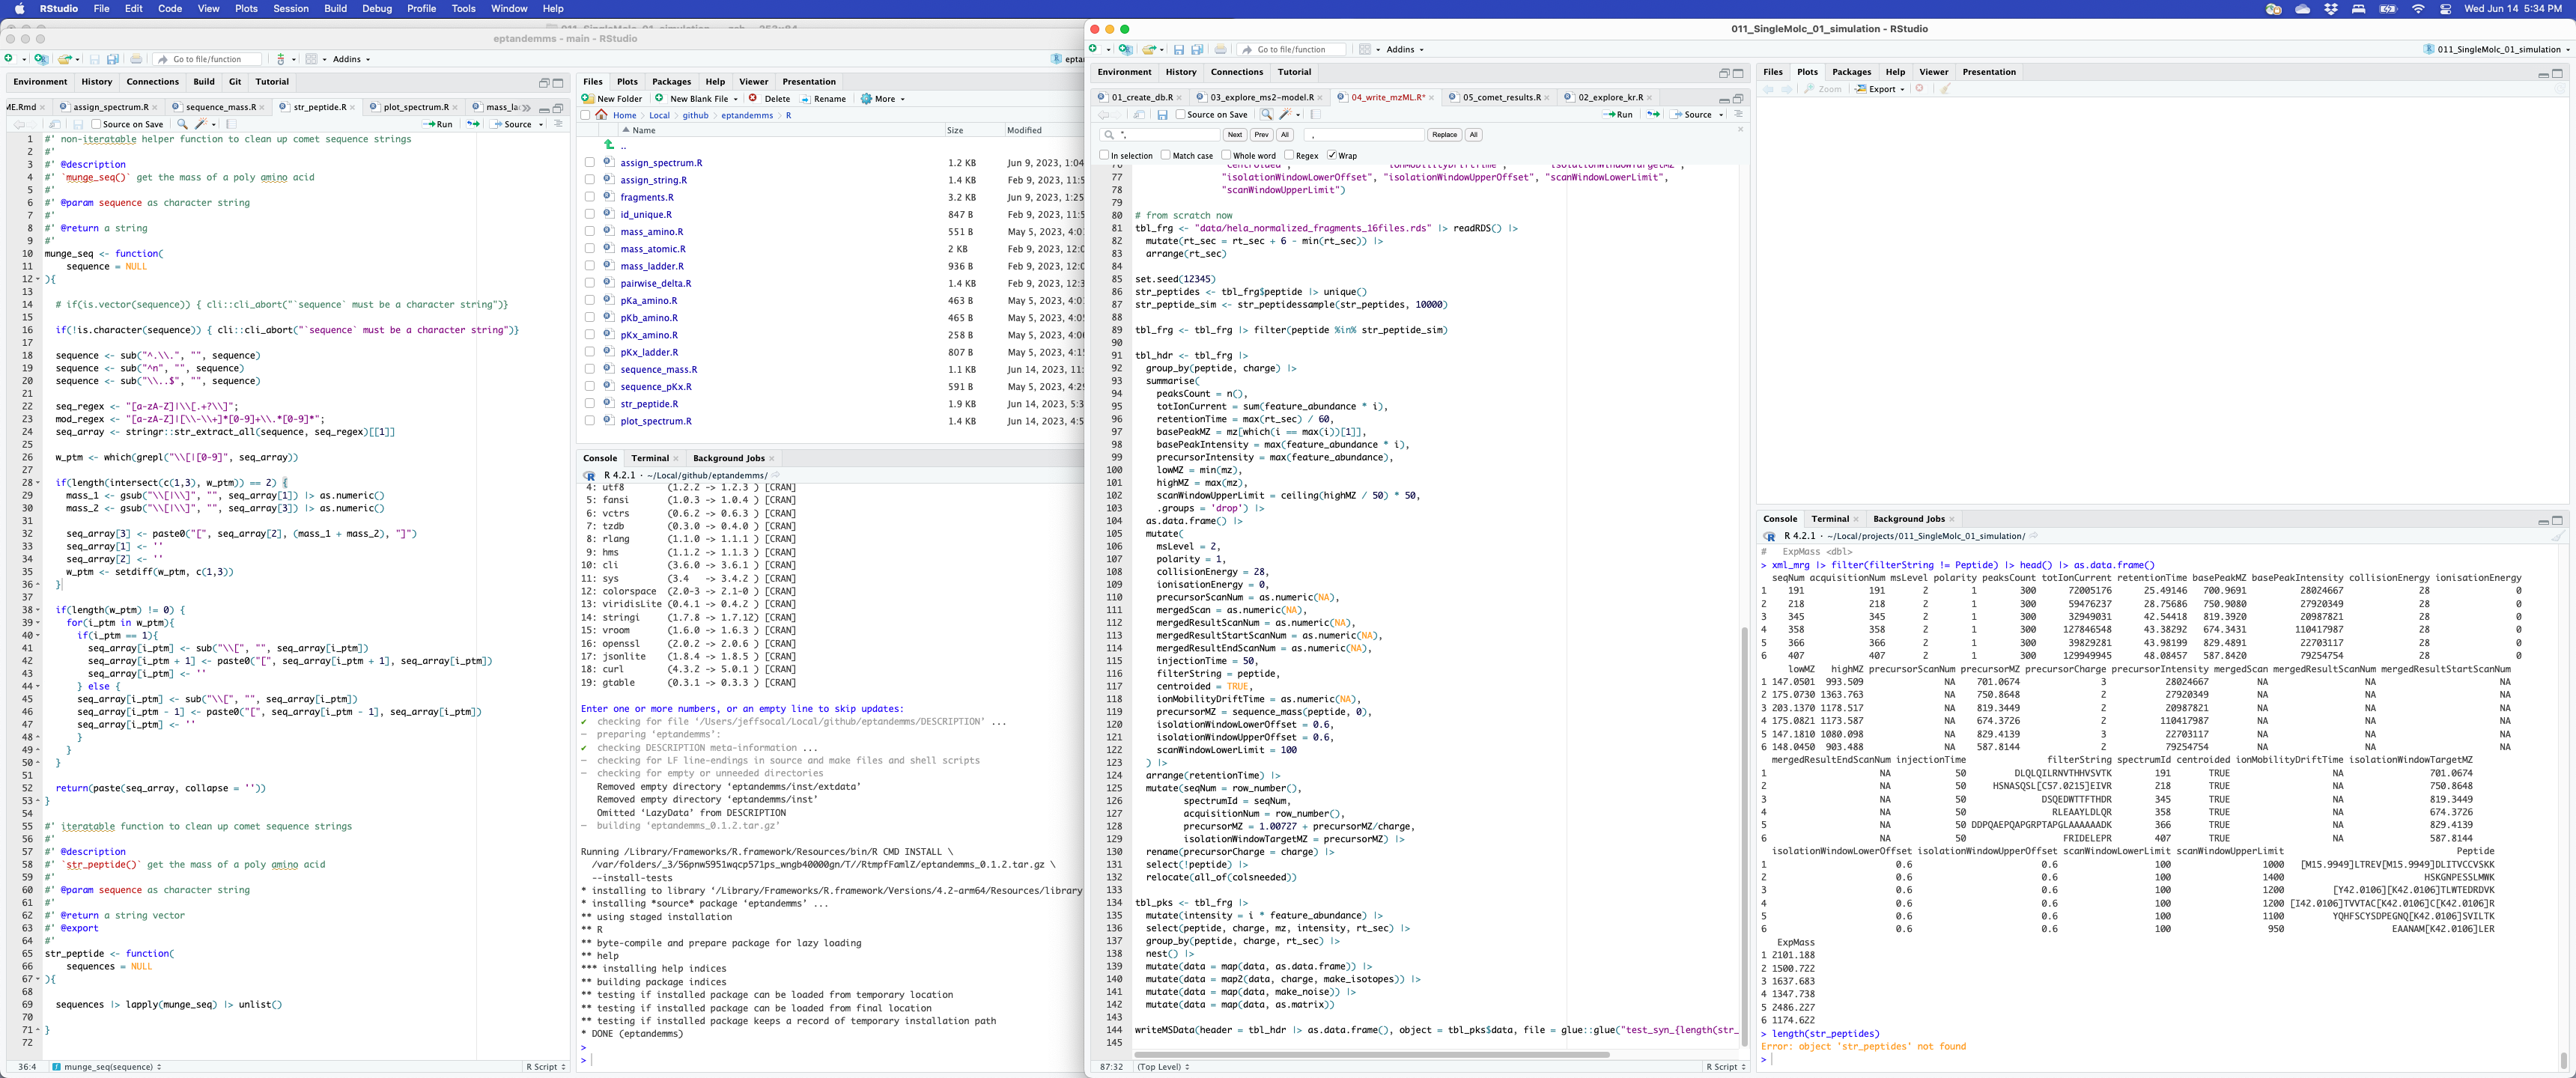 RStudio File Edit Code View Plots Session Build Debug Profile Tools Window Help
Wed Jun 14 5:34 PM
eptandemms - main - RStudio
Go to file/function Addins
Environment History Connections Build Git Tutorial
ME.Rmd assign_spectrum.R sequence_mass.R str_peptide.R plot_spectrum.R
Source on Save Run Source
1 #' non-iteratable helper function to clean up comet sequence strings
2 #'
3 #' @description
4 #' `munge_seq()` get the mass of a poly amino acid
5 #'
6 #' @param sequence as character string
7 #'
8 #' @return a string
9 #'
10 munge_seq <- function(
11 sequence = NULL
12 ){
13
14 # if(is.vector(sequence)) { cli::cli_abort("`sequence` must be a character string")}
15
16 if(!is.character(sequence)) { cli::cli_abort("`sequence` must be a character string")}
17
18 sequence <- sub("^.\\.", "", sequence)
19 sequence <- sub("^n", "", sequence)
20 sequence <- sub("\\..$", "", sequence)
21
22 seq_regex <- "[a-zA-Z]|\\[.+?\\]";
23 mod_regex <- "[a-zA-Z]|[\\-\\+]*[0-9]+\\.*[0-9]*";
24 seq_array <- stringr::str_extract_all(sequence, seq_regex)[[1]]
25
26 w_ptm <- which(grepl("\\[|[0-9]", seq_array))
27
28 if(length(intersect(c(1,3), w_ptm)) == 2) {
29 mass_1 <- gsub("\\[|\\]", "", seq_array[1]) |> as.numeric()
30 mass_2 <- gsub("\\[|\\]", "", seq_array[3]) |> as.numeric()
31
32 seq_array[3] <- paste0("[", seq_array[2], (mass_1 + mass_2), "]")
33 seq_array[1] <- ''
34 seq_array[2] <- ''
35 w_ptm <- setdiff(w_ptm, c(1,3))
36 }
37
38 if(length(w_ptm) != 0) {
39 for(i_ptm in w_ptm){
40 if(i_ptm == 1){
41 seq_array[i_ptm] <- sub("\\[", "", seq_array[i_ptm])
42 seq_array[i_ptm + 1] <- paste0("[", seq_array[i_ptm + 1], seq_array[i_ptm])
43 seq_array[i_ptm] <- ''
44 } else {
45 seq_array[i_ptm] <- sub("\\[", "", seq_array[i_ptm])
46 seq_array[i_ptm - 1] <- paste0("[", seq_array[i_ptm - 1], seq_array[i_ptm])
47 seq_array[i_ptm] <- ''
48 }
49 }
50 }
51
52 return(paste(seq_array, collapse = ''))
53 }
54
55 #' iteratable function to clean up comet sequence strings
56 #'
57 #' @description
58 #' `str_peptide()` get the mass of a poly amino acid
59 #'
60 #' @param sequence as character string
61 #'
62 #' @return a string vector
63 #' @export
64 #'
65 str_peptide <- function(
66 sequences = NULL
67 ){
68
69 sequences |> lapply(munge_seq) |> unlist()
70
71 }
72
36:4 munge_seq(sequence) R Script
Files Plots Packages Help Viewer Presentation
New Folder New Blank File Delete Rename More
Home Local github eptandemms R
Name Size Modified
..
assign_spectrum.R 1.2 KB Jun 9, 2023, 1:04
assign_string.R 1.4 KB Feb 9, 2023, 11:5
fragments.R 3.2 KB Jun 9, 2023, 1:25
id_unique.R 847 B Feb 9, 2023, 11:5
mass_amino.R 551 B May 5, 2023, 4:0
mass_atomic.R 2 KB Feb 9, 2023, 12:0
mass_ladder.R 936 B Feb 9, 2023, 12:0
pairwise_delta.R 1.4 KB Feb 9, 2023, 12:3
pKa_amino.R 463 B May 5, 2023, 4:0
pKb_amino.R 465 B May 5, 2023, 4:0
pKx_amino.R 258 B May 5, 2023, 4:0
pKx_ladder.R 807 B May 5, 2023, 4:1
sequence_mass.R 1.1 KB Jun 14, 2023, 11:
sequence_pKx.R 591 B May 5, 2023, 4:2
str_peptide.R 1.9 KB Jun 14, 2023, 5:3
plot_spectrum.R 1.4 KB Jun 14, 2023, 4:5
Console Terminal Background Jobs
R 4.2.1 · ~/Local/github/eptandemms/
4: utf8 (1.2.2 -> 1.2.3 ) [CRAN]
5: fansi (1.0.3 -> 1.0.4 ) [CRAN]
6: vctrs (0.6.2 -> 0.6.3 ) [CRAN]
7: tzdb (0.3.0 -> 0.4.0 ) [CRAN]
8: rlang (1.1.0 -> 1.1.1 ) [CRAN]
9: hms (1.1.2 -> 1.1.3 ) [CRAN]
10: cli (3.6.0 -> 3.6.1 ) [CRAN]
11: sys (3.4 -> 3.4.2 ) [CRAN]
12: colorspace (2.0-3 -> 2.1-0 ) [CRAN]
13: viridisLite (0.4.1 -> 0.4.2 ) [CRAN]
14: stringi (1.7.8 -> 1.7.12) [CRAN]
15: vroom (1.6.0 -> 1.6.3 ) [CRAN]
16: openssl (2.0.2 -> 2.0.6 ) [CRAN]
17: jsonlite (1.8.4 -> 1.8.5 ) [CRAN]
18: curl (4.3.2 -> 5.0.1 ) [CRAN]
19: gtable (0.3.1 -> 0.3.3 ) [CRAN]
Enter one or more numbers, or an empty line to skip updates:
✔ checking for file ‘/Users/jeffsocal/Local/github/eptandemms/DESCRIPTION’ ...
─ preparing ‘eptandemms’:
✔ checking DESCRIPTION meta-information ...
─ checking for LF line-endings in source and make files and shell scripts
─ checking for empty or unneeded directories
Removed empty directory ‘eptandemms/inst/extdata’
Removed empty directory ‘eptandemms/inst’
Omitted ‘LazyData’ from DESCRIPTION
─ building ‘eptandemms_0.1.2.tar.gz’
Running /Library/Frameworks/R.framework/Resources/bin/R CMD INSTALL \
/var/folders/_3/56pnw5951wqcp571ps_wngb40000gn/T//RtmpfFamlZ/eptandemms_0.1.2.tar.gz \
--install-tests
* installing to library ‘/Library/Frameworks/R.framework/Versions/4.2-arm64/Resources/library
* installing *source* package ‘eptandemms’ ...
** using staged installation
** R
** byte-compile and prepare package for lazy loading
** help
*** installing help indices
** building package indices
** testing if installed package can be loaded from temporary location
** testing if installed package can be loaded from final location
** testing if installed package keeps a record of temporary installation path
* DONE (eptandemms)
>
>
011_SingleMolc_01_simulation - RStudio
Go to file/function Addins
011_SingleMolc_01_simulation
Environment History Connections Tutorial
01_create_db.R 03_explore_ms2-model.R 04_write_mzML.R* 05_comet_results.R 02_explore_kr.R
Source on Save Run Source
Next Prev All Replace All
In selection Match case Whole word Regex Wrap
77 "isolationWindowLowerOffset", "isolationWindowUpperOffset", "scanWindowLowerLimit",
78 "scanWindowUpperLimit")
79
80 # from scratch now
81 tbl_frg <- "data/hela_normalized_fragments_16files.rds" |> readRDS() |>
82 mutate(rt_sec = rt_sec + 6 - min(rt_sec)) |>
83 arrange(rt_sec)
84
85 set.seed(12345)
86 str_peptides <- tbl_frg$peptide |> unique()
87 str_peptide_sim <- str_peptidessample(str_peptides, 10000)
88
89 tbl_frg <- tbl_frg |> filter(peptide %in% str_peptide_sim)
90
91 tbl_hdr <- tbl_frg |>
92 group_by(peptide, charge) |>
93 summarise(
94 peaksCount = n(),
95 totIonCurrent = sum(feature_abundance * i),
96 retentionTime = max(rt_sec) / 60,
97 basePeakMZ = mz[which(i == max(i))[1]],
98 basePeakIntensity = max(feature_abundance * i),
99 precursorIntensity = max(feature_abundance),
100 lowMZ = min(mz),
101 highMZ = max(mz),
102 scanWindowUpperLimit = ceiling(highMZ / 50) * 50,
103 .groups = 'drop') |>
104 as.data.frame() |>
105 mutate(
106 msLevel = 2,
107 polarity = 1,
108 collisionEnergy = 28,
109 ionisationEnergy = 0,
110 precursorScanNum = as.numeric(NA),
111 mergedScan = as.numeric(NA),
112 mergedResultScanNum = as.numeric(NA),
113 mergedResultStartScanNum = as.numeric(NA),
114 mergedResultEndScanNum = as.numeric(NA),
115 injectionTime = 50,
116 filterString = peptide,
117 centroided = TRUE,
118 ionMobilityDriftTime = as.numeric(NA),
119 precursorMZ = sequence_mass(peptide, 0),
120 isolationWindowLowerOffset = 0.6,
121 isolationWindowUpperOffset = 0.6,
122 scanWindowLowerLimit = 100
123 ) |>
124 arrange(retentionTime) |>
125 mutate(seqNum = row_number(),
126 spectrumId = seqNum,
127 acquisitionNum = row_number(),
128 precursorMZ = 1.00727 + precursorMZ/charge,
129 isolationWindowTargetMZ = precursorMZ) |>
130 rename(precursorCharge = charge) |>
131 select(!peptide) |>
132 relocate(all_of(colsneeded))
133
134 tbl_pks <- tbl_frg |>
135 mutate(intensity = i * feature_abundance) |>
136 select(peptide, charge, mz, intensity, rt_sec) |>
137 group_by(peptide, charge, rt_sec) |>
138 nest() |>
139 mutate(data = map(data, as.data.frame)) |>
140 mutate(data = map2(data, charge, make_isotopes)) |>
141 mutate(data = map(data, make_noise)) |>
142 mutate(data = map(data, as.matrix))
143
144 writeMSData(header = tbl_hdr |> as.data.frame(), object = tbl_pks$data, file = glue::glue("test_syn_{length(str_
145
87:32 (Top Level) R Script
Files Plots Packages Help Viewer Presentation
Zoom Export
Console Terminal Background Jobs
R 4.2.1 · ~/Local/projects/011_SingleMolc_01_simulation/
# ExpMass <dbl>
> xml_mrg |> filter(filterString != Peptide) |> head() |> as.data.frame()
seqNum acquisitionNum msLevel polarity peaksCount totIonCurrent retentionTime basePeakMZ basePeakIntensity collisionEnergy ionisationEnergy
1 191 191 2 1 300 72005176 25.49146 700.9691 28024667 28 0
2 218 218 2 1 300 59476237 28.75686 750.9080 27920349 28 0
3 345 345 2 1 300 32949031 42.54418 819.3920 20987821 28 0
4 358 358 2 1 300 127846548 43.38292 674.3431 110417987 28 0
5 366 366 2 1 300 39829281 43.98199 829.4891 22703117 28 0
6 407 407 2 1 300 129949945 48.08457 587.8420 79254754 28 0
lowMZ highMZ precursorScanNum precursorMZ precursorCharge precursorIntensity mergedScan mergedResultScanNum mergedResultStartScanNum
1 147.0501 993.509 NA 701.0674 3 28024667 NA NA NA
2 175.0730 1363.763 NA 750.8648 2 27920349 NA NA NA
3 203.1370 1178.517 NA 819.3449 2 20987821 NA NA NA
4 175.0821 1173.587 NA 674.3726 2 110417987 NA NA NA
5 147.1810 1080.098 NA 829.4139 3 22703117 NA NA NA
6 148.0450 903.488 NA 587.8144 2 79254754 NA NA NA
mergedResultEndScanNum injectionTime filterString spectrumId centroided ionMobilityDriftTime isolationWindowTargetMZ
1 NA 50 DLQLQILRNVTHHVSVTK 191 TRUE NA 701.0674
2 NA 50 HSNASQSL[C57.0215]EIVR 218 TRUE NA 750.8648
3 NA 50 DSQEDWTTFTHDR 345 TRUE NA 819.3449
4 NA 50 RLEAAYLDLQR 358 TRUE NA 674.3726
5 NA 50 DDPQAEPQAPGRPTAPGLAAAAAADK 366 TRUE NA 829.4139
6 NA 50 FRIDELEPR 407 TRUE NA 587.8144
isolationWindowLowerOffset isolationWindowUpperOffset scanWindowLowerLimit scanWindowUpperLimit Peptide
1 0.6 0.6 100 1000 [M15.9949]LTREV[M15.9949]DLITVCCVSKK
2 0.6 0.6 100 1400 HSKGNPESSLMWK
3 0.6 0.6 100 1200 [Y42.0106][K42.0106]TLWTEDRDVK
4 0.6 0.6 100 1200 [I42.0106]TVVTAC[K42.0106]C[K42.0106]R
5 0.6 0.6 100 1100 YQHFSCYSDPEGNQ[K42.0106]SVILTK
6 0.6 0.6 100 950 EAANAM[K42.0106]LER
ExpMass
1 2101.188
2 1500.722
3 1637.683
4 1347.738
5 2486.227
6 1174.622
> length(str_peptides)
Error: object 'str_peptides' not found
>